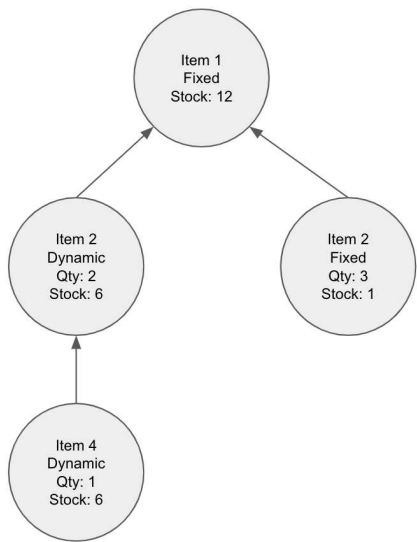 Item 1
Fixed
Stock: 12
Item 2
Dynamic
Qty: 2
Stock: 6
Item 2
Fixed
Qty: 3
Stock: 1
Item 4
Dynamic
Qty: 1
Stock: 6